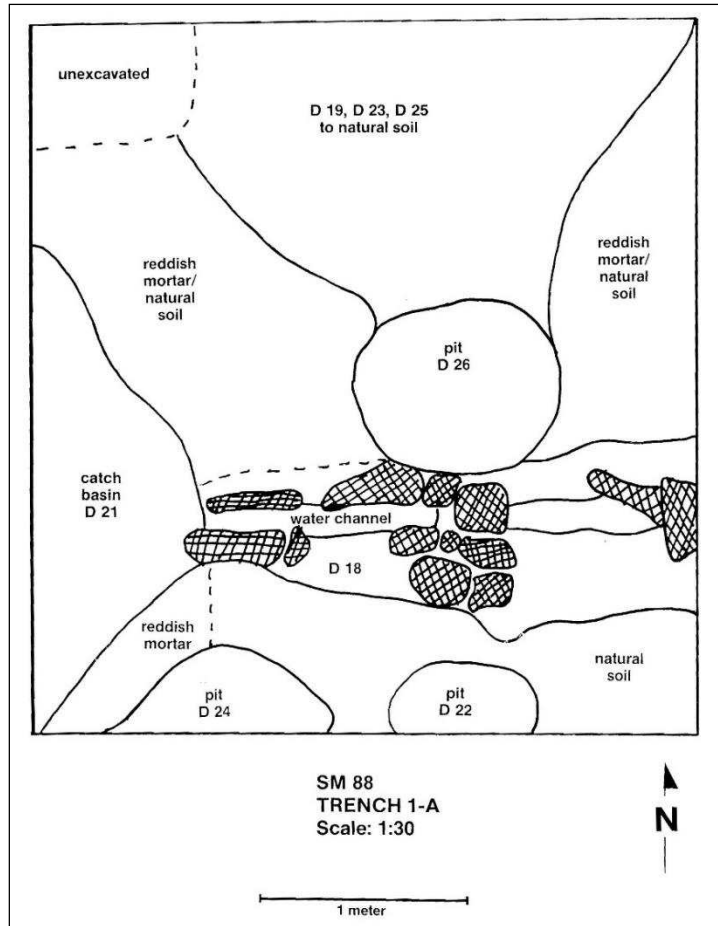 unexcavated
D 19, D 23, D 25
to natural soil
reddish
mortar/
natural
soil
reddish
mortar/
natural
soil
pit
D 26
catch
basin
D 21
water channel
D 18
reddish
mortar
natural
soil
pit
D 24
pit
D 22
SM 88
TRENCH 1-A
Scale: 1:30
N
1 meter